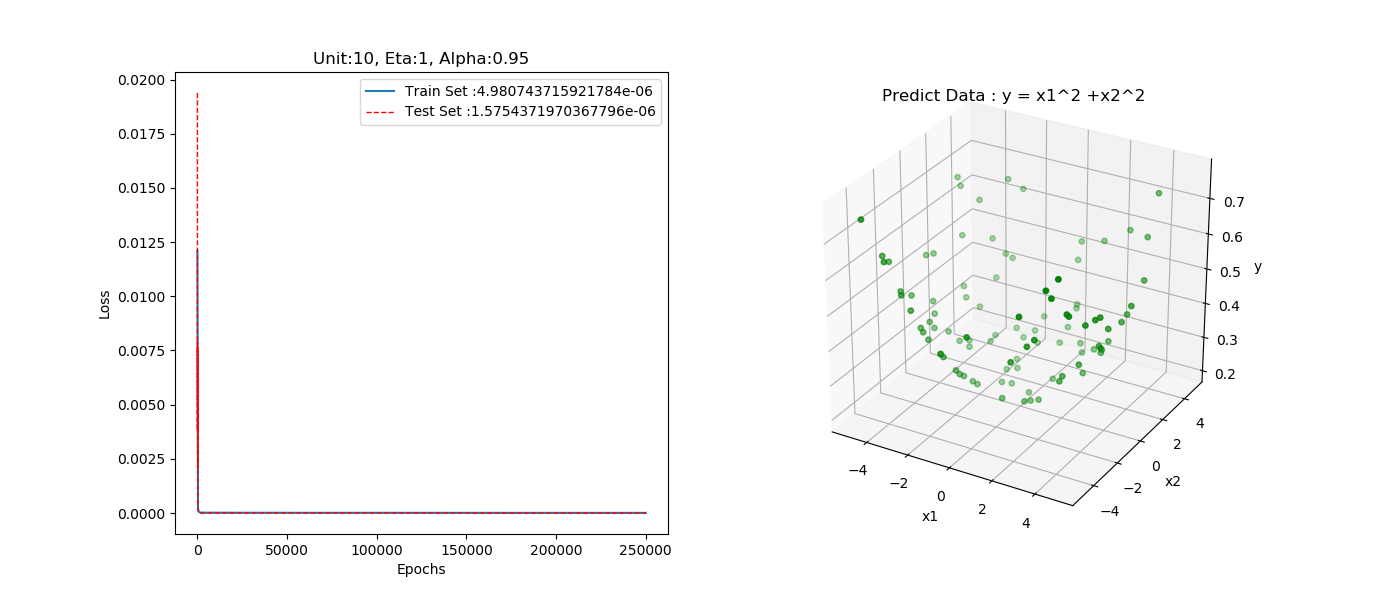 Unit:10, Eta:1, Alpha:0.95
0.0200
0.0175
0.0150
0.0125
0.0100
0.0075
0.0050
0.0025
0.0000
Loss
Train Set :4.980743715921784e-06
Test Set :1.5754371970367796e-06
0 50000 100000 150000 200000 250000
Epochs
Predict Data : y = x1^2 +x2^2
0.7
0.6
0.5
0.4
0.3
0.2
y
−4 −2 0 2 4
x1
−4 −2 0 2 4
x2